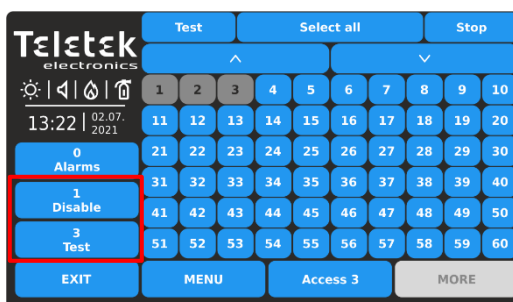 Teletek
electronics
Test Select all Stop
1 2 3 4 5 6 7 8 9 10
13:22 02.07.
2021
11 12 13 14 15 16 17 18 19 20
0
Alarms
21 22 23 24 25 26 27 28 29 30
1
Disable
31 32 33 34 35 36 37 38 39 40
41 42 43 44 45 46 47 48 49 50
3
Test
51 52 53 54 55 56 57 58 59 60
EXIT MENU Access 3 MORE